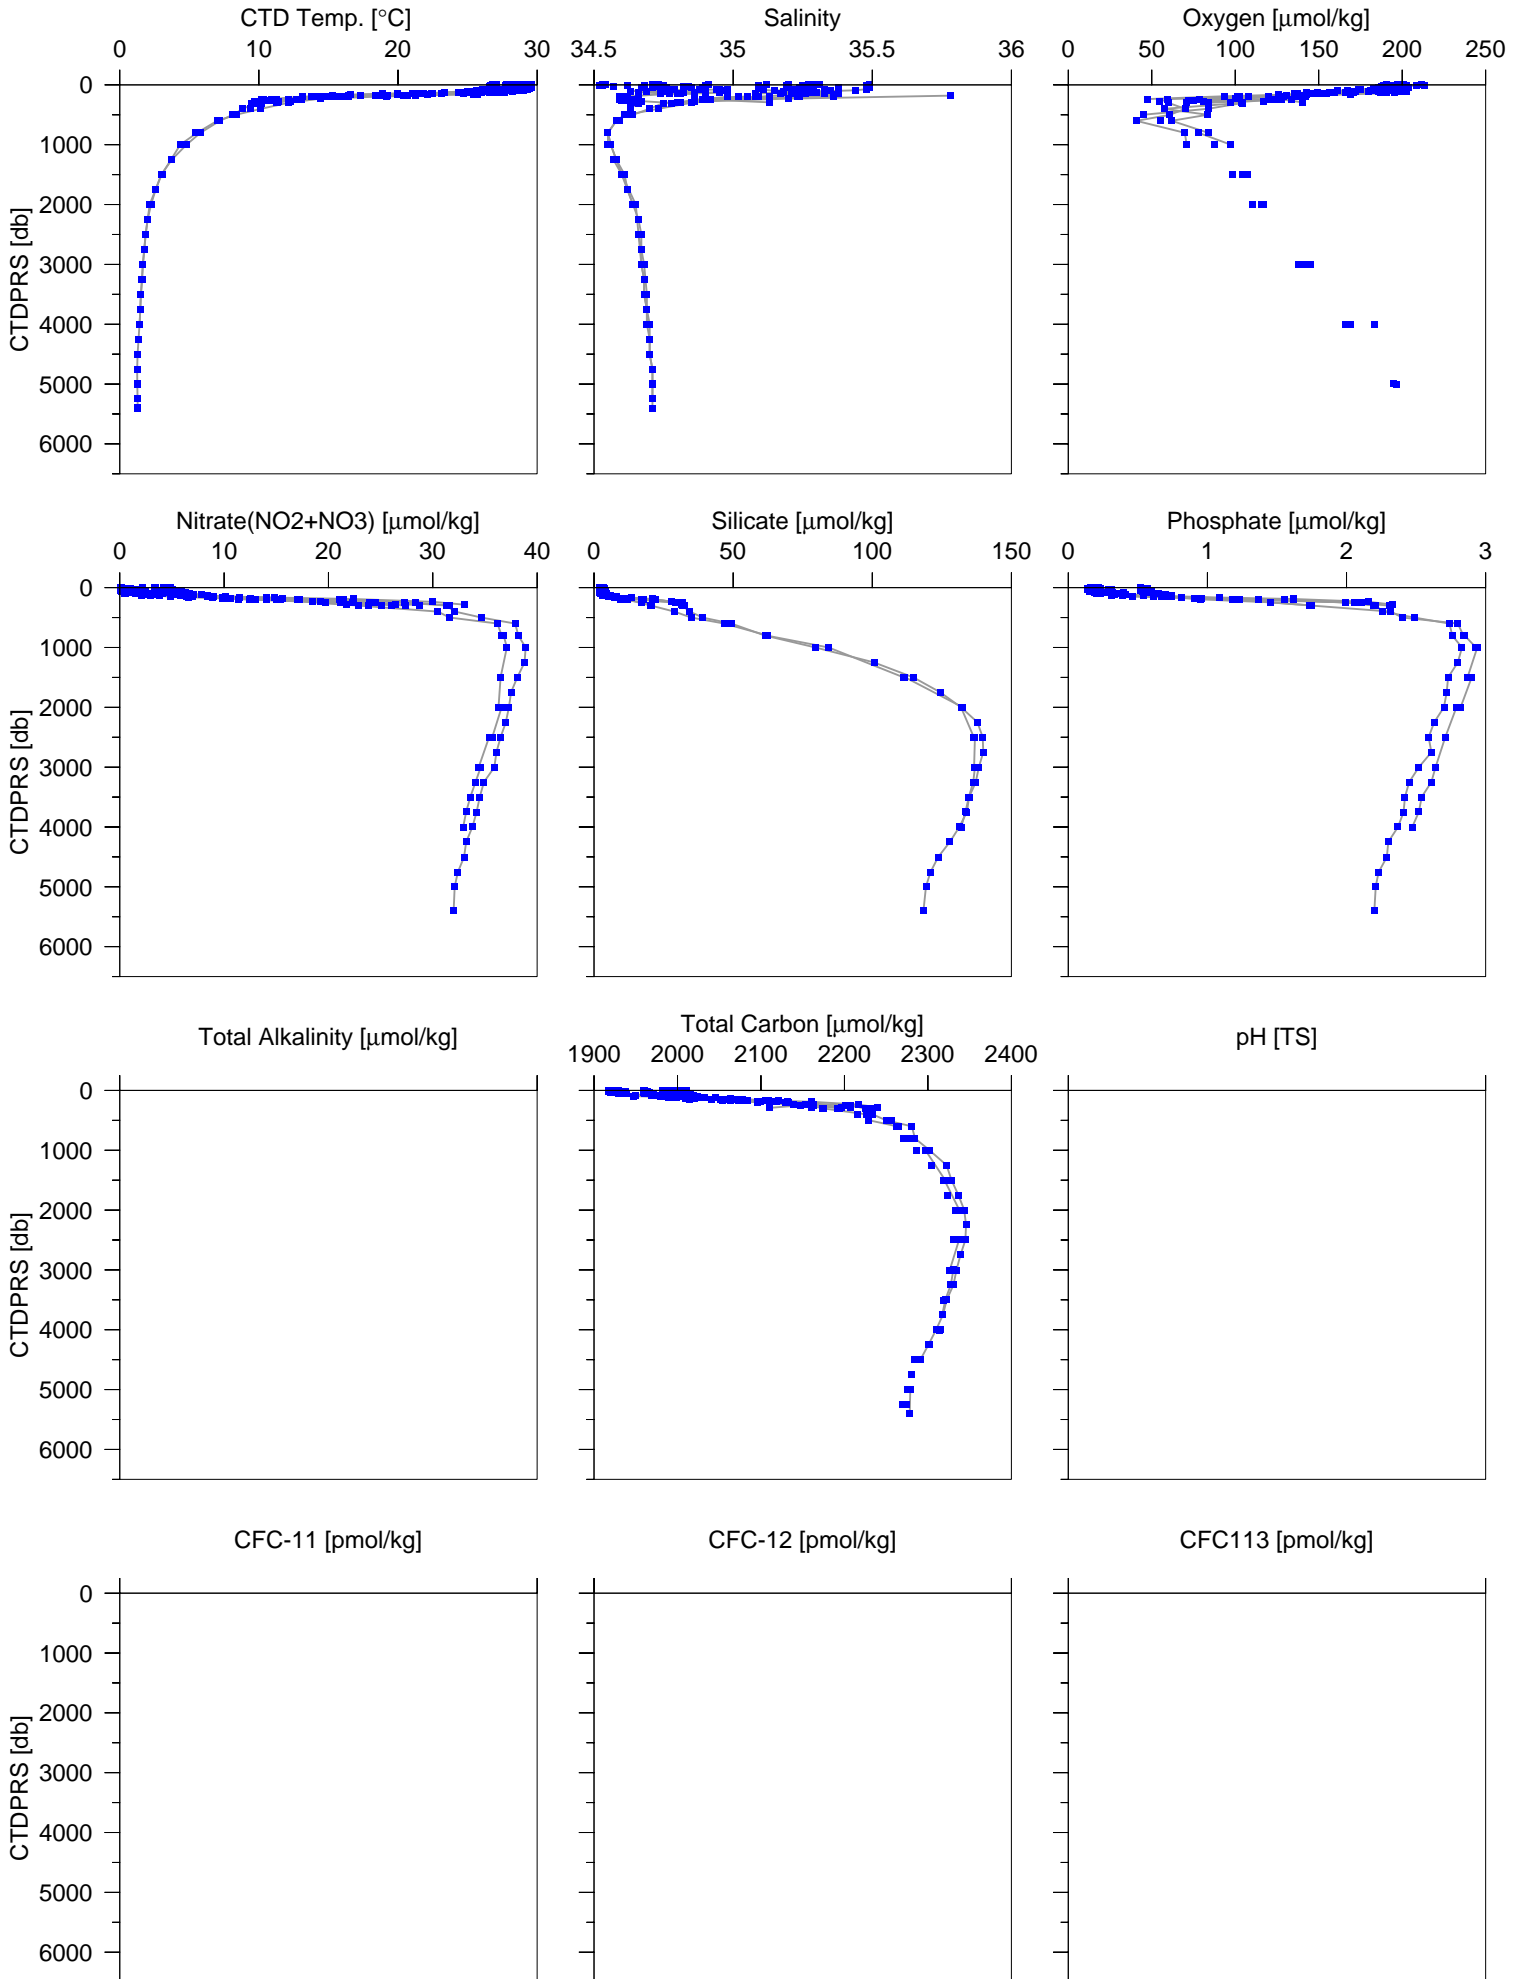 CTD Temp. [°C] Salinity Oxygen [µmol/kg]
0 10 20 30 34.5 35 35.5 36 0 50 100 150 200 250
0
1000
2000
3000
4000
5000
6000
CTDPRS [db]
Nitrate(NO2+NO3) [µmol/kg] Silicate [µmol/kg] Phosphate [µmol/kg]
0 10 20 30 40 0 50 100 150 0 1 2 3
0
1000
2000
3000
4000
5000
6000
CTDPRS [db]
Total Alkalinity [µmol/kg] Total Carbon [µmol/kg] pH [TS]
1900 2000 2100 2200 2300 2400
0
1000
2000
3000
4000
5000
6000
CTDPRS [db]
CFC-11 [pmol/kg] CFC-12 [pmol/kg] CFC113 [pmol/kg]
0
1000
2000
3000
4000
5000
6000
CTDPRS [db]